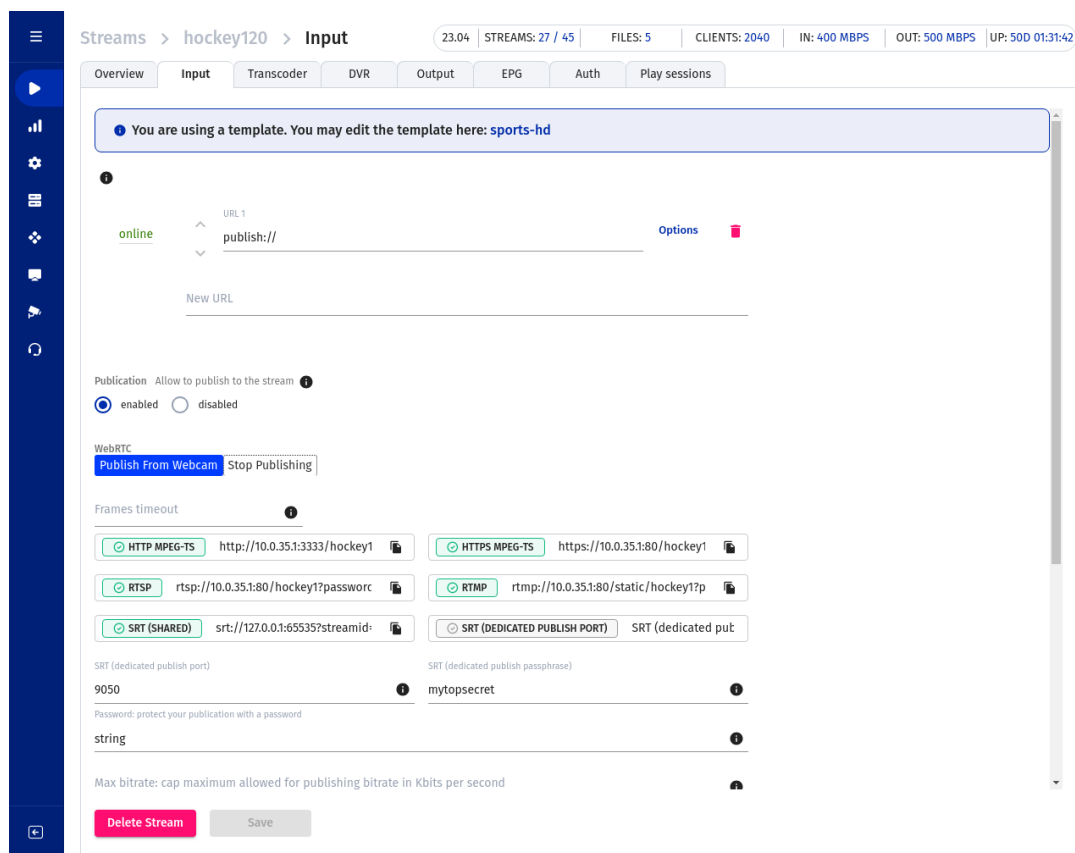 Streams > hockey120 > Input
23.04 STREAMS: 27 / 45 FILES: 5 CLIENTS: 2040 IN: 400 MBPS OUT: 500 MBPS UP: 50D 01:31:42
Overview Input Transcoder DVR Output EPG Auth Play sessions
You are using a template. You may edit the template here: sports-hd
URL 1
online publish:// Options
New URL
Publication Allow to publish to the stream
enabled disabled
WebRTC
Publish From Webcam Stop Publishing
Frames timeout
HTTP MPEG-TS http://10.0.35.1:3333/hockey1 HTTPS MPEG-TS https://10.0.35.1:80/hockey1
RTSP rtsp://10.0.35.1:80/hockey1?passworc RTMP rtmp://10.0.35.1:80/static/hockey1?p
SRT (SHARED) srt://127.0.0.1:65535?streamid= SRT (DEDICATED PUBLISH PORT) SRT (dedicated put
SRT (dedicated publish port) SRT (dedicated publish passphrase)
9050 mytopsecret
Password: protect your publication with a password
string
Max bitrate: cap maximum allowed for publishing bitrate in Kbits per second
Delete Stream Save